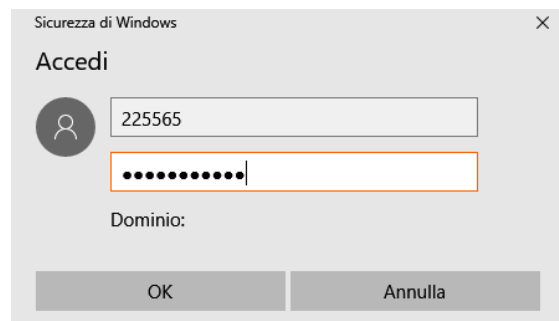 Sicurezza di Windows
Accedi
225565
●●●●●●●●●●●
Dominio:
OK
Annulla